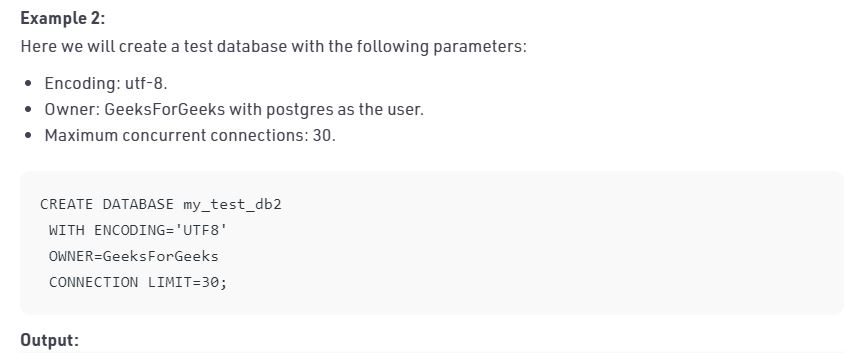 Example 2:
Here we will create a test database with the following parameters:
• Encoding: utf-8.
• Owner: GeeksForGeeks with postgres as the user.
• Maximum concurrent connections: 30.
CREATE DATABASE my_test_db2
WITH ENCODING='UTF8'
OWNER=GeeksForGeeks
CONNECTION LIMIT=30;
Output: